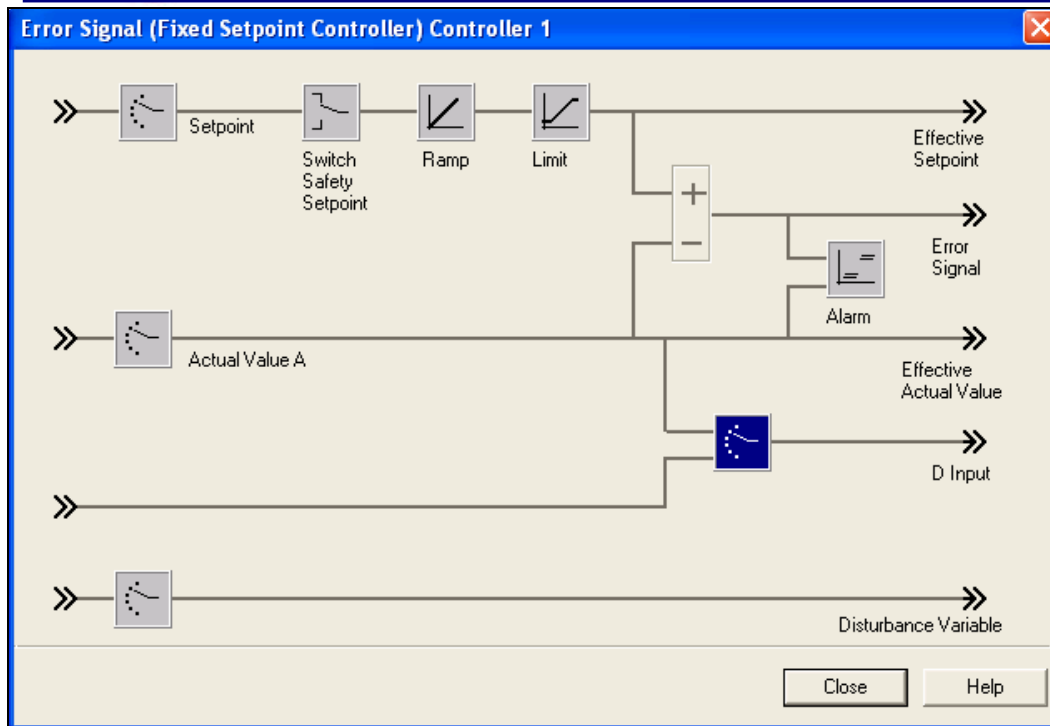 Error Signal (Fixed Setpoint Controller) Controller 1
Setpoint
Switch
Safety
Setpoint
Ramp
Limit
Effective
Setpoint
+
−
Error
Signal
Alarm
Actual Value A
Effective
Actual Value
D Input
Disturbance Variable
Close
Help